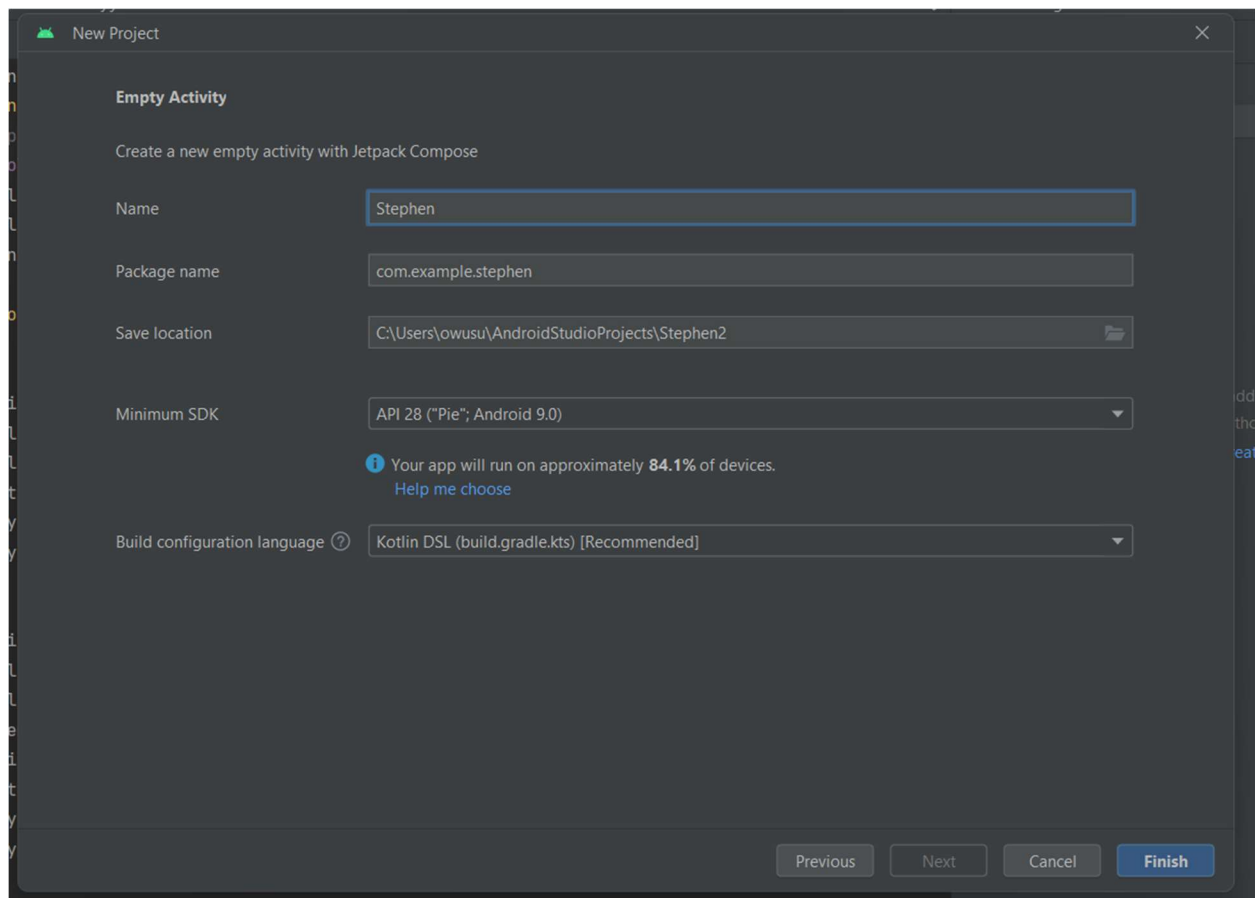 New Project
Empty Activity
Create a new empty activity with Jetpack Compose
Name
Stephen
Package name
com.example.stephen
Save location
C:\Users\owusu\AndroidStudioProjects\Stephen2
Minimum SDK
API 28 ("Pie"; Android 9.0)
Your app will run on approximately 84.1% of devices.
Help me choose
Build configuration language ?
Kotlin DSL (build.gradle.kts) [Recommended]
Previous
Next
Cancel
Finish